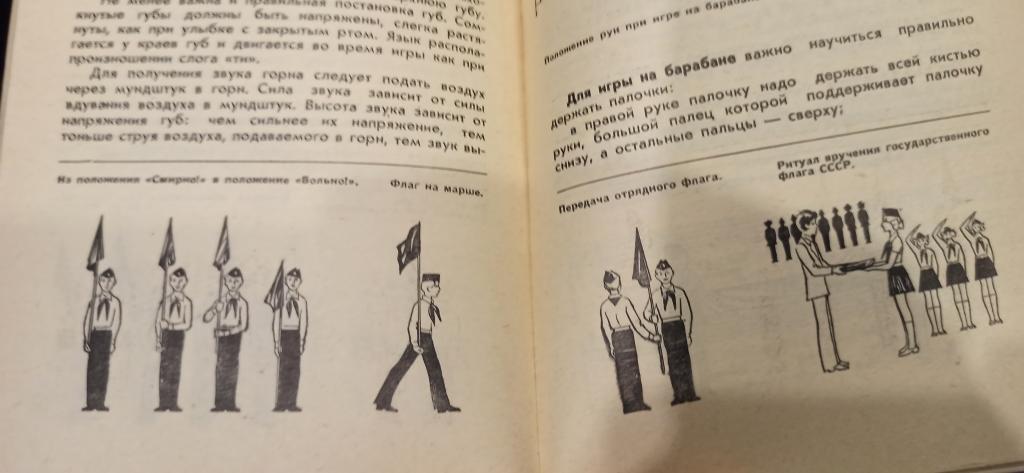 Не менее важна и правильная постановка губ. Сом-
кнутые губы должны быть напряжены, слегка растя-
нуты, как при улыбке с закрытым ртом. Язык распола-
гается у краев губ и двигается во время игры как при
произношении слога «ти».
Для получения звука горна следует подать воздух
через мундштук в горн. Сила звука зависит от силы
вдувания воздуха в мундштук. Высота звука зависит от
напряжения губ: чем сильнее их напряжение, тем
тоньше струя воздуха, подаваемого в горн, тем звук вы-
Из положения «Смирно!» в положение «Вольно!».
Флаг на марше.
Положение рук при игре на барабане
Для игры на барабане важно научиться правильно
держать палочки:
в правой руке палочку надо держать всей кистью
руки, большой палец которой поддерживает палочку
снизу, а остальные пальцы — сверху;
Передача отрядного флага.
Ритуал вручения государственного
флага СССР.